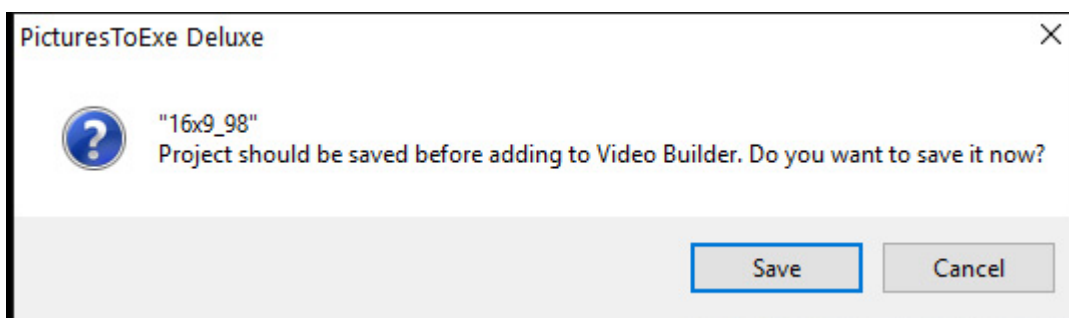 PicturesToExe Deluxe
"16x9_98"
Project should be saved before adding to Video Builder. Do you want to save it now?
Save
Cancel